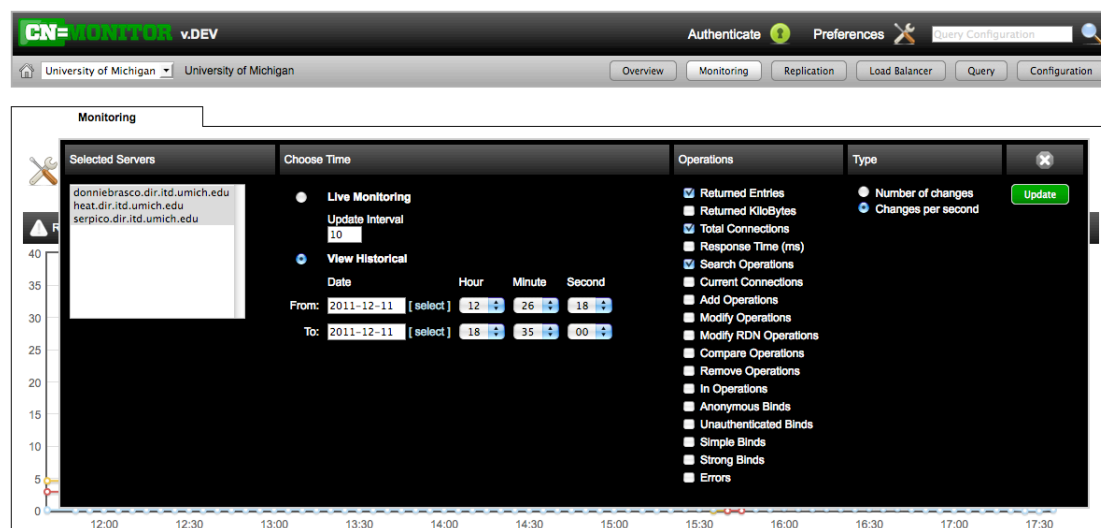 CN=MONITOR v.DEV
Authenticate Preferences Query Configuration
University of Michigan University of Michigan
Overview Monitoring Replication Load Balancer Query Configuration
Monitoring
Selected Servers Choose Time Operations Type
donniebrasco.dir.itd.umich.edu
heat.dir.itd.umich.edu
serpico.dir.itd.umich.edu
Live Monitoring
Update Interval
10
View Historical
Date Hour Minute Second
From: 2011-12-11 [ select ] 12 26 18
To: 2011-12-11 [ select ] 18 35 00
Returned Entries
Returned KiloBytes
Total Connections
Response Time (ms)
Search Operations
Current Connections
Add Operations
Modify Operations
Modify RDN Operations
Compare Operations
Remove Operations
In Operations
Anonymous Binds
Unauthenticated Binds
Simple Binds
Strong Binds
Errors
Number of changes
Changes per second
Update
R
40
35
30
25
20
15
10
5
0
12:00 12:30 13:00 13:30 14:00 14:30 15:00 15:30 16:00 16:30 17:00 17:30